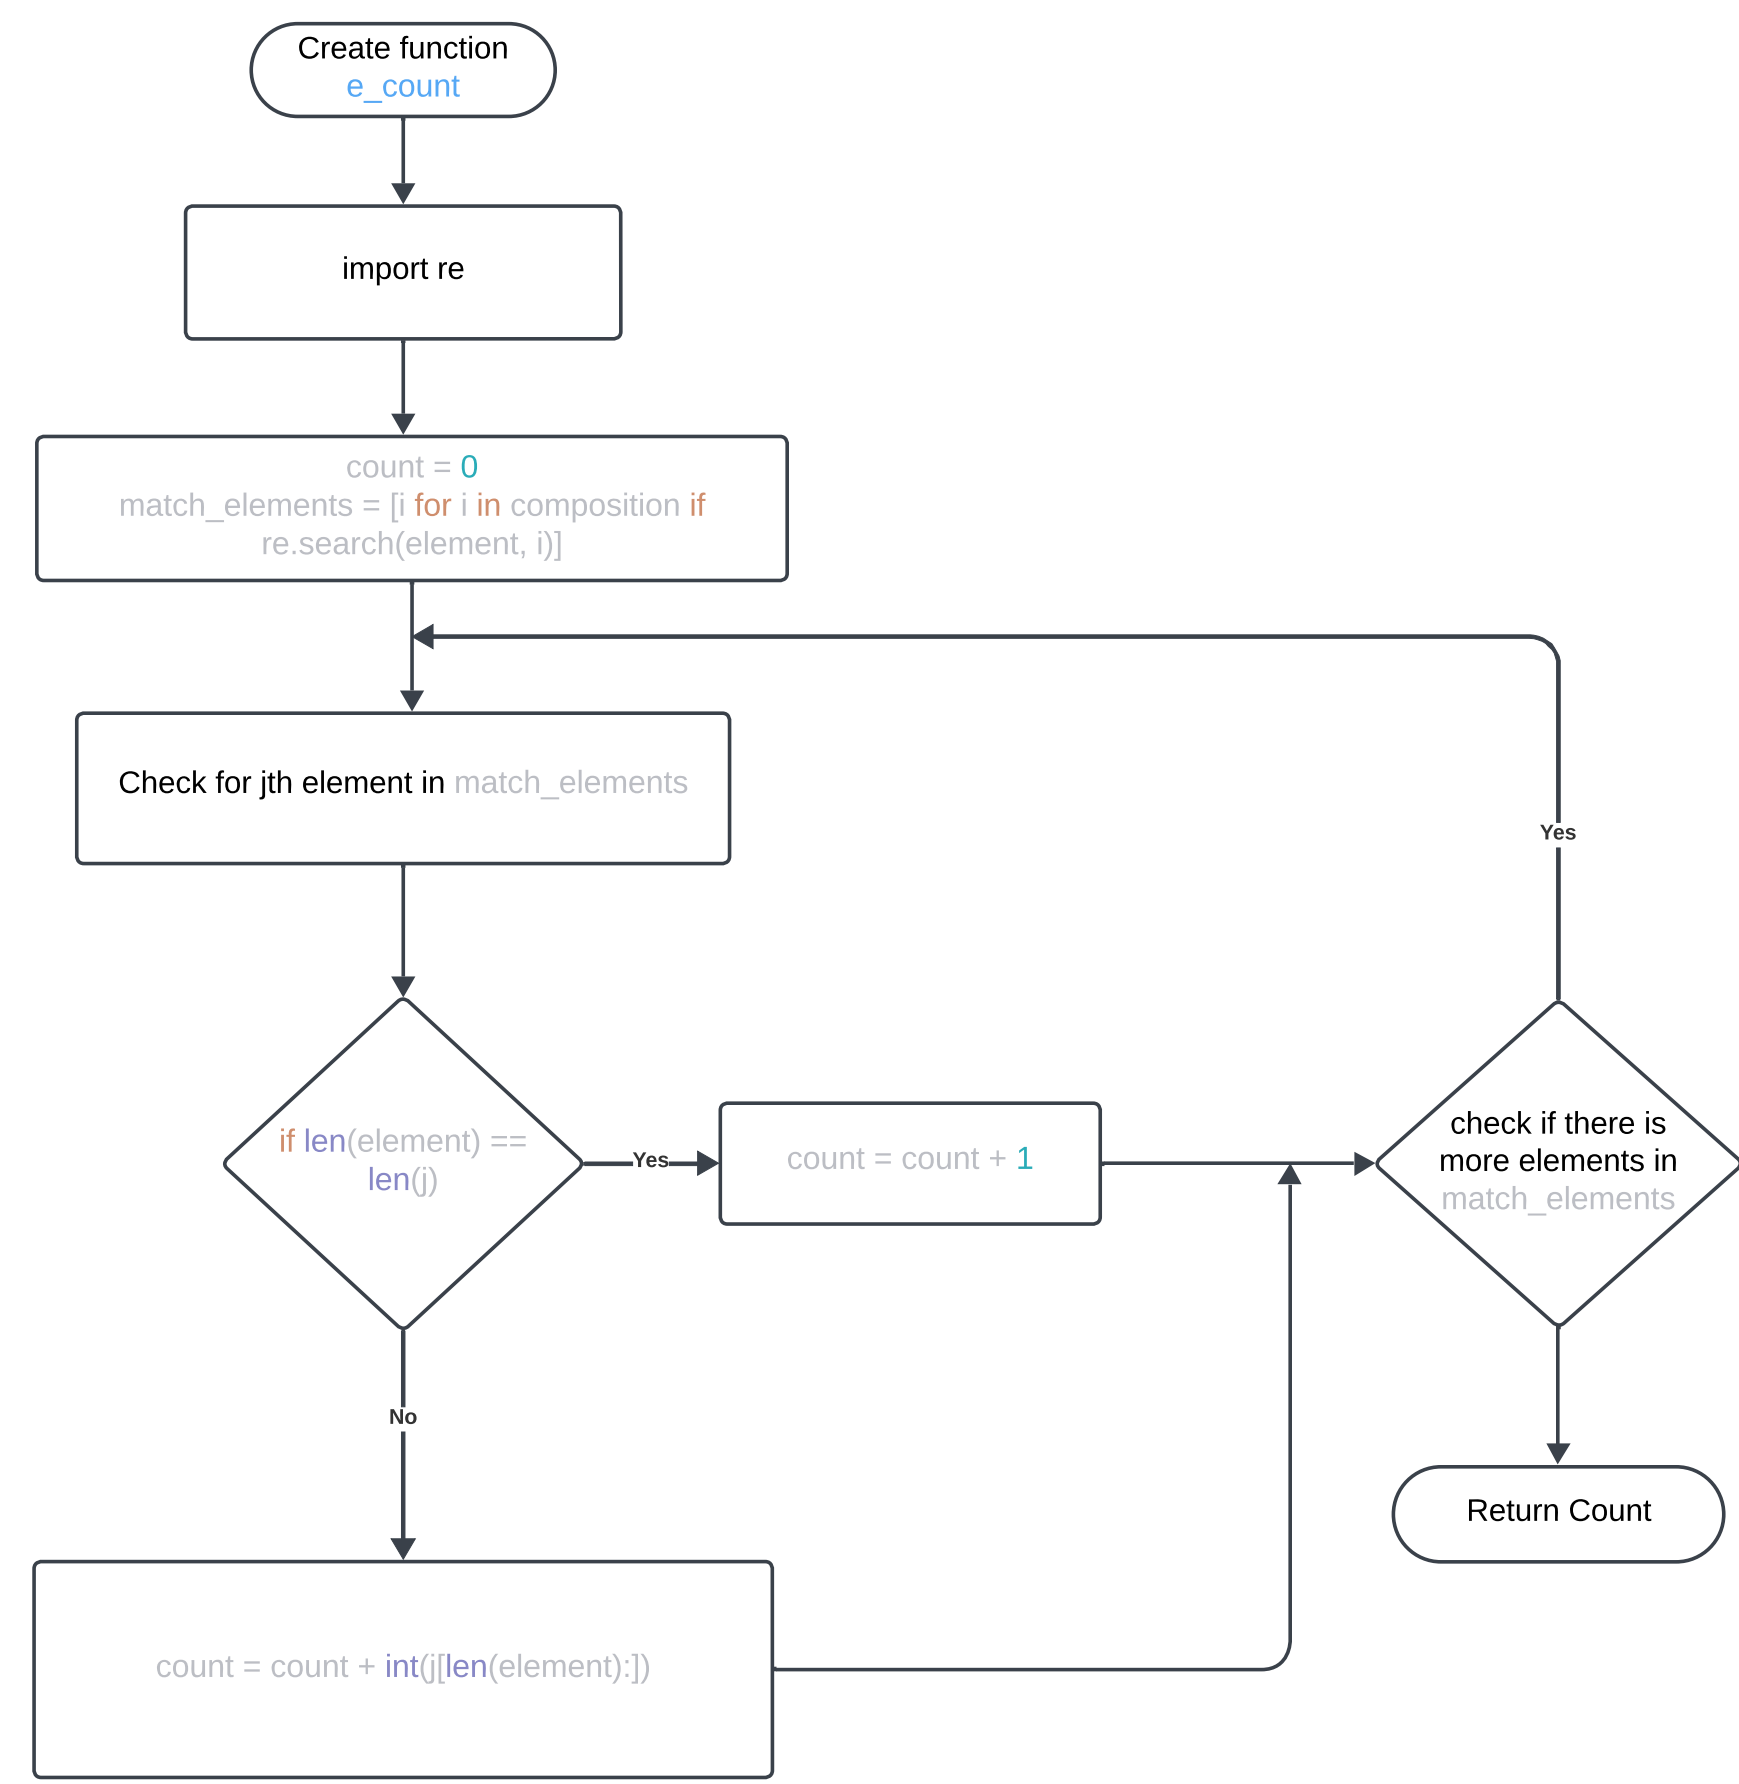 Create function
e_count
import re
count = 0
match_elements = [i for i in composition if
re.search(element, i)]
Check for jth element in match_elements
if len(element) ==
len(j)
Yes
count = count + 1
check if there is
more elements in
match_elements
Yes
No
Return Count
count = count + int(j[len(element):])